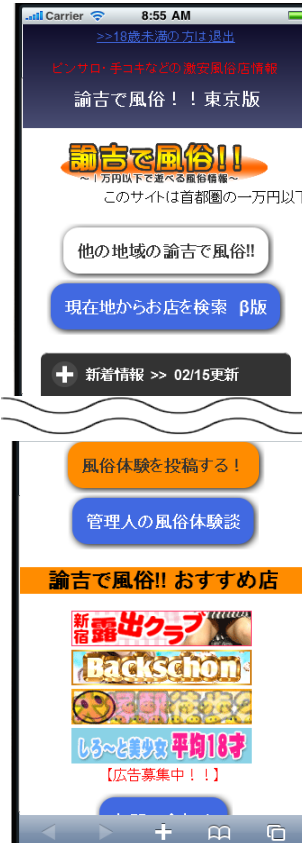 Carrier 8:55 AM
>>18歳未満の方は退出
ピンサロ・手コキなどの激安風俗店情報
諭吉で風俗！！東京版
諭吉で風俗!!
～1万円以下で遊べる風俗情報～
このサイトは首都圏の一万円以下
他の地域の諭吉で風俗!!
現在地からお店を検索 β版
新着情報 >> 02/15更新
風俗体験を投稿する！
管理人の風俗体験談
諭吉で風俗!! おすすめ店
新宿露出クラブ
Backschon
しろ～と美少女 平均18才
【広告募集中！！】